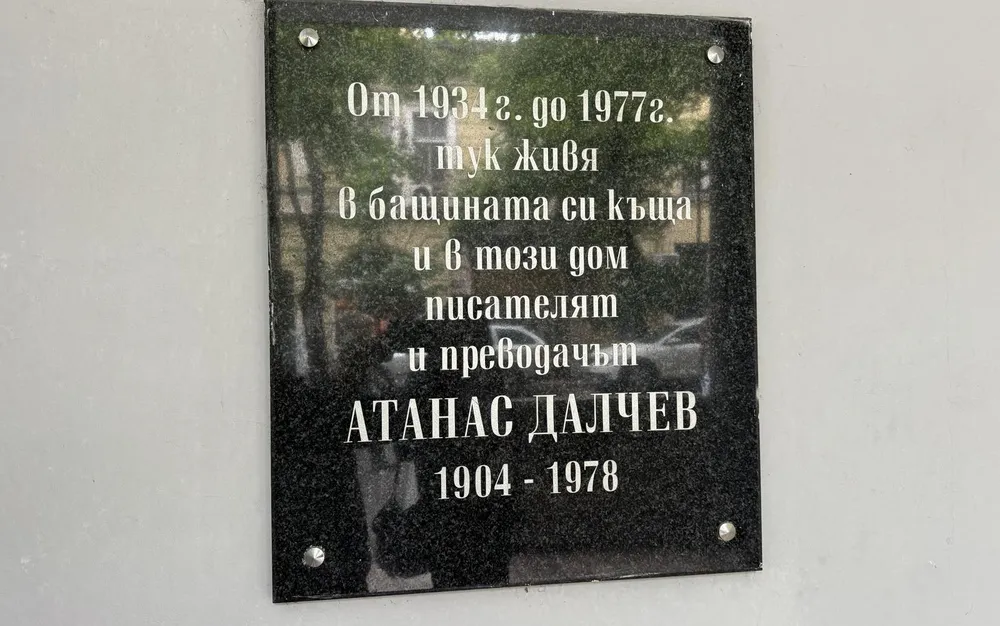 От 1934 г. до 1977г.
тук живя
в бащината си къща
и в този дом
писателят
и преводачът
АТАНАС ДАЛЧЕВ
1904 - 1978